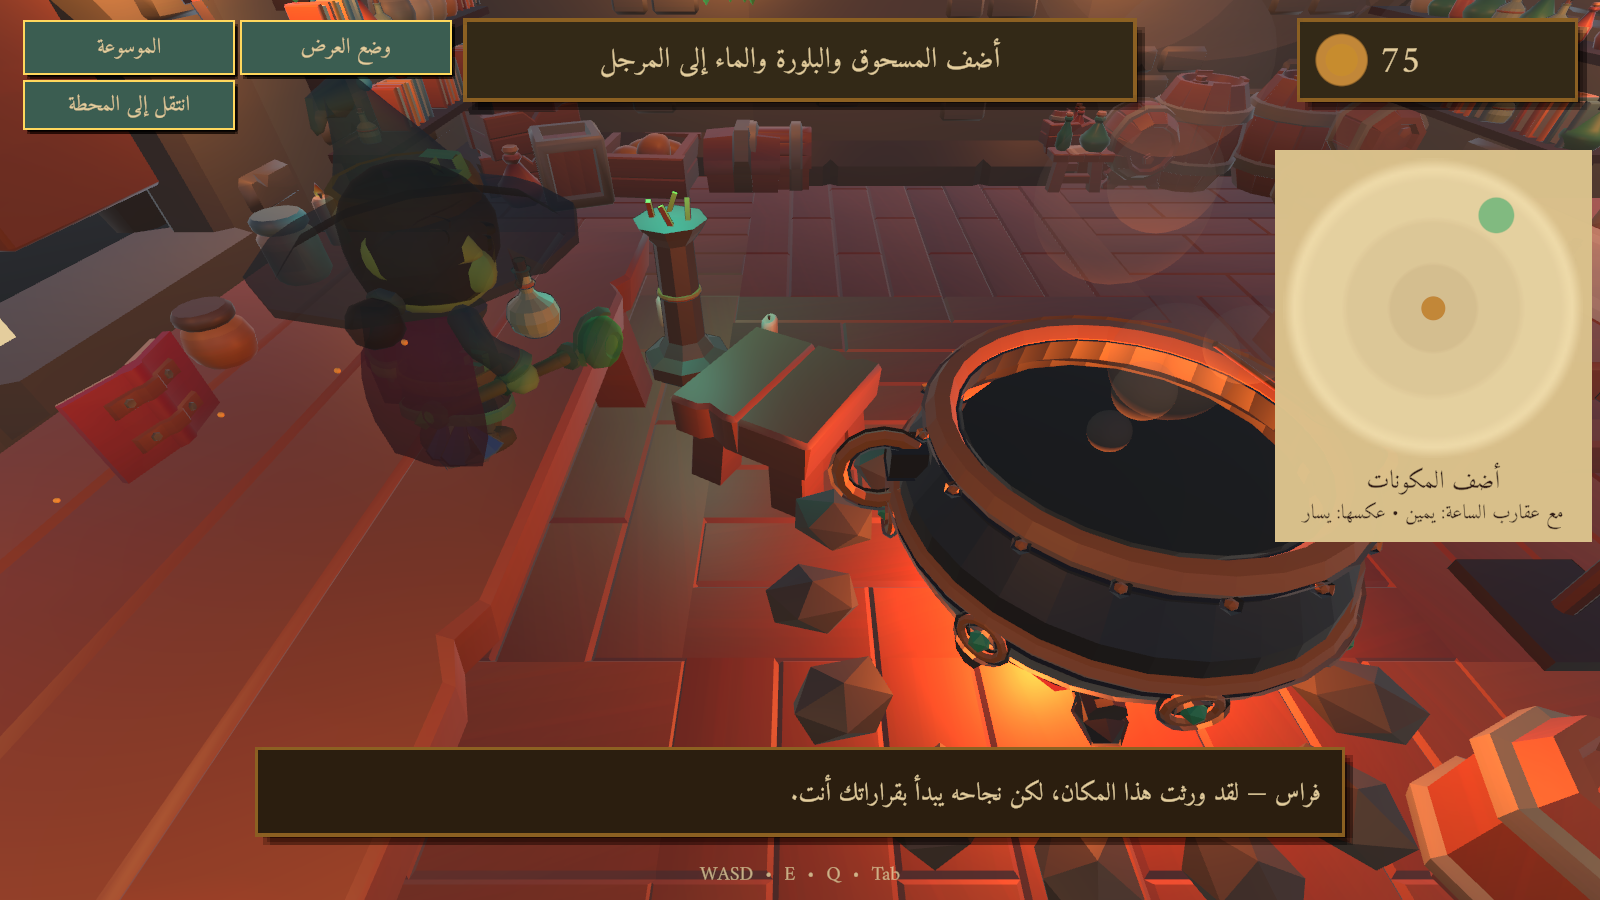 وضع العرض
الموسوعة
انتقل إلى المحطة
أضف المسحوق والبلورة والماء إلى المرجل
75
أضف المكونات
مع عقارب الساعة: يمين • عكسها: يسار
فراس — لقد ورثت هذا المكان، لكن نجاحه يبدأ بقراراتك أنت.
WASD • E • Q • Tab